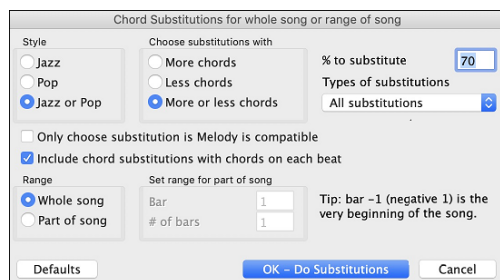 Chord Substitutions for whole song or range of song
Style
Jazz
Pop
Jazz or Pop
Choose substitutions with
More chords
Less chords
More or less chords
% to substitute 70
Types of substitutions
All substitutions
Only choose substitution is Melody is compatible
Include chord substitutions with chords on each beat
Range
Whole song
Part of song
Set range for part of song
Bar 1
# of bars 1
Tip: bar -1 (negative 1) is the
very beginning of the song.
Defaults
OK - Do Substitutions
Cancel